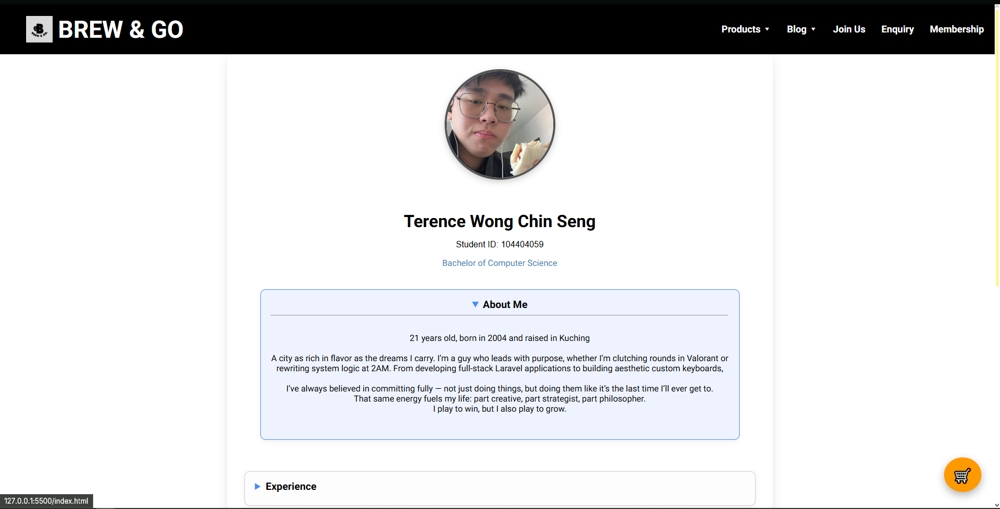 BREW & GO
BREW & GO
Products
Blog
Join Us
Enquiry
Membership
Terence Wong Chin Seng
Student ID: 104404059
Bachelor of Computer Science
About Me
21 years old, born in 2004 and raised in Kuching
A city as rich in flavor as the dreams I carry. I’m a guy who leads with purpose, whether I’m clutching rounds in Valorant or
rewriting system logic at 2AM. From developing full-stack Laravel applications to building aesthetic custom keyboards,
I’ve always believed in committing fully — not just doing things, but doing them like it’s the last time I’ll ever get to.
That same energy fuels my life: part creative, part strategist, part philosopher.
I play to win, but I also play to grow.
Experience
127.0.0.1:5500/index.html